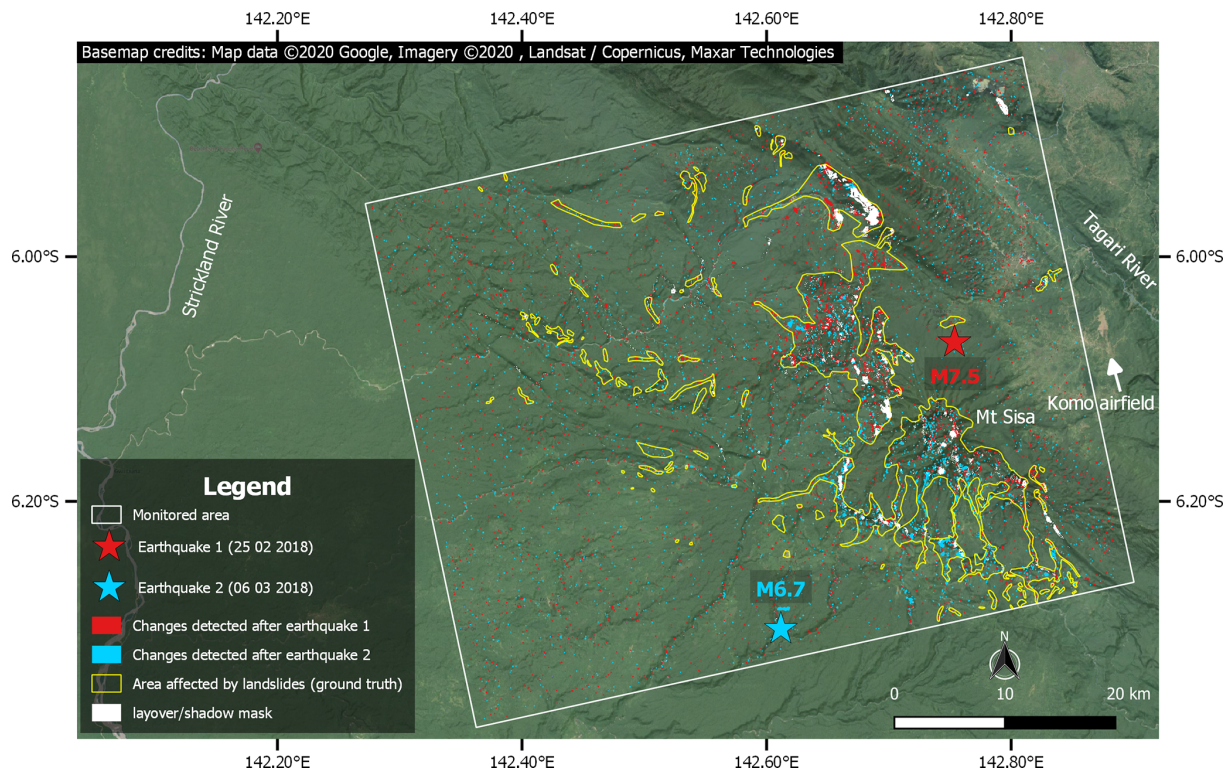 142.20°E 142.40°E 142.60°E 142.80°E
Basemap credits: Map data ©2020 Google, Imagery ©2020 , Landsat / Copernicus, Maxar Technologies
Strickland River
Tagari River
6.00°S 6.00°S
M7.5
Komo airfield
Mt Sisa
6.20°S 6.20°S
Legend
Monitored area
Earthquake 1 (25 02 2018)
Earthquake 2 (06 03 2018)
Changes detected after earthquake 1
Changes detected after earthquake 2
Area affected by landslides (ground truth)
layover/shadow mask
M6.7
N
0 10 20 km
142.20°E 142.40°E 142.60°E 142.80°E